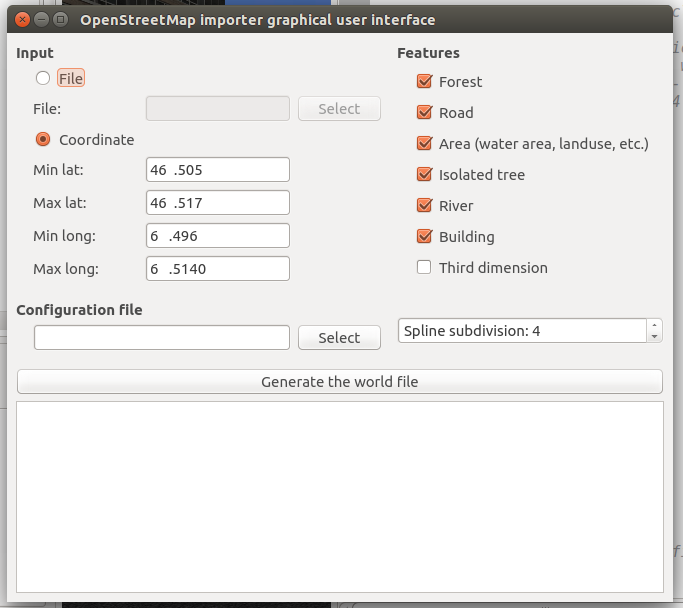 OpenStreetMap importer graphical user interface
Input
File
File:
Select
Coordinate
Min lat:
46 .505
Max lat:
46 .517
Min long:
6 .496
Max long:
6 .5140
Configuration file
Select
Features
Forest
Road
Area (water area, landuse, etc.)
Isolated tree
River
Building
Third dimension
Spline subdivision: 4
Generate the world file